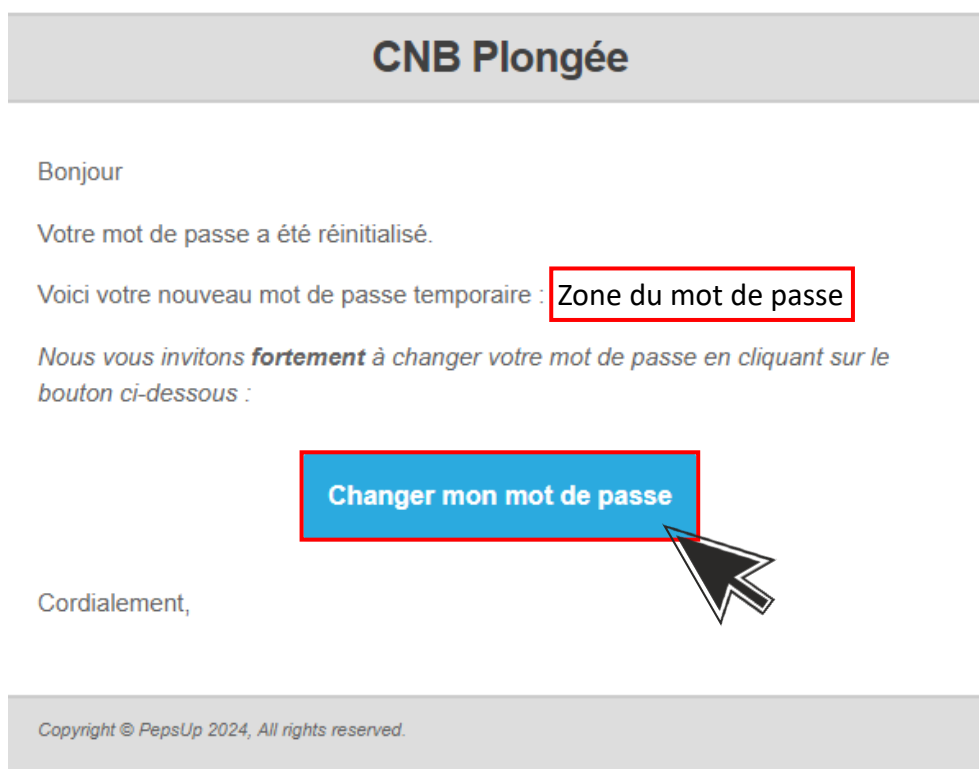 CNB Plongée
Bonjour
Votre mot de passe a été réinitialisé.
Voici votre nouveau mot de passe temporaire : Zone du mot de passe
Nous vous invitons fortement à changer votre mot de passe en cliquant sur le
bouton ci-dessous :
Changer mon mot de passe
Cordialement,
Copyright © PepsUp 2024, All rights reserved.